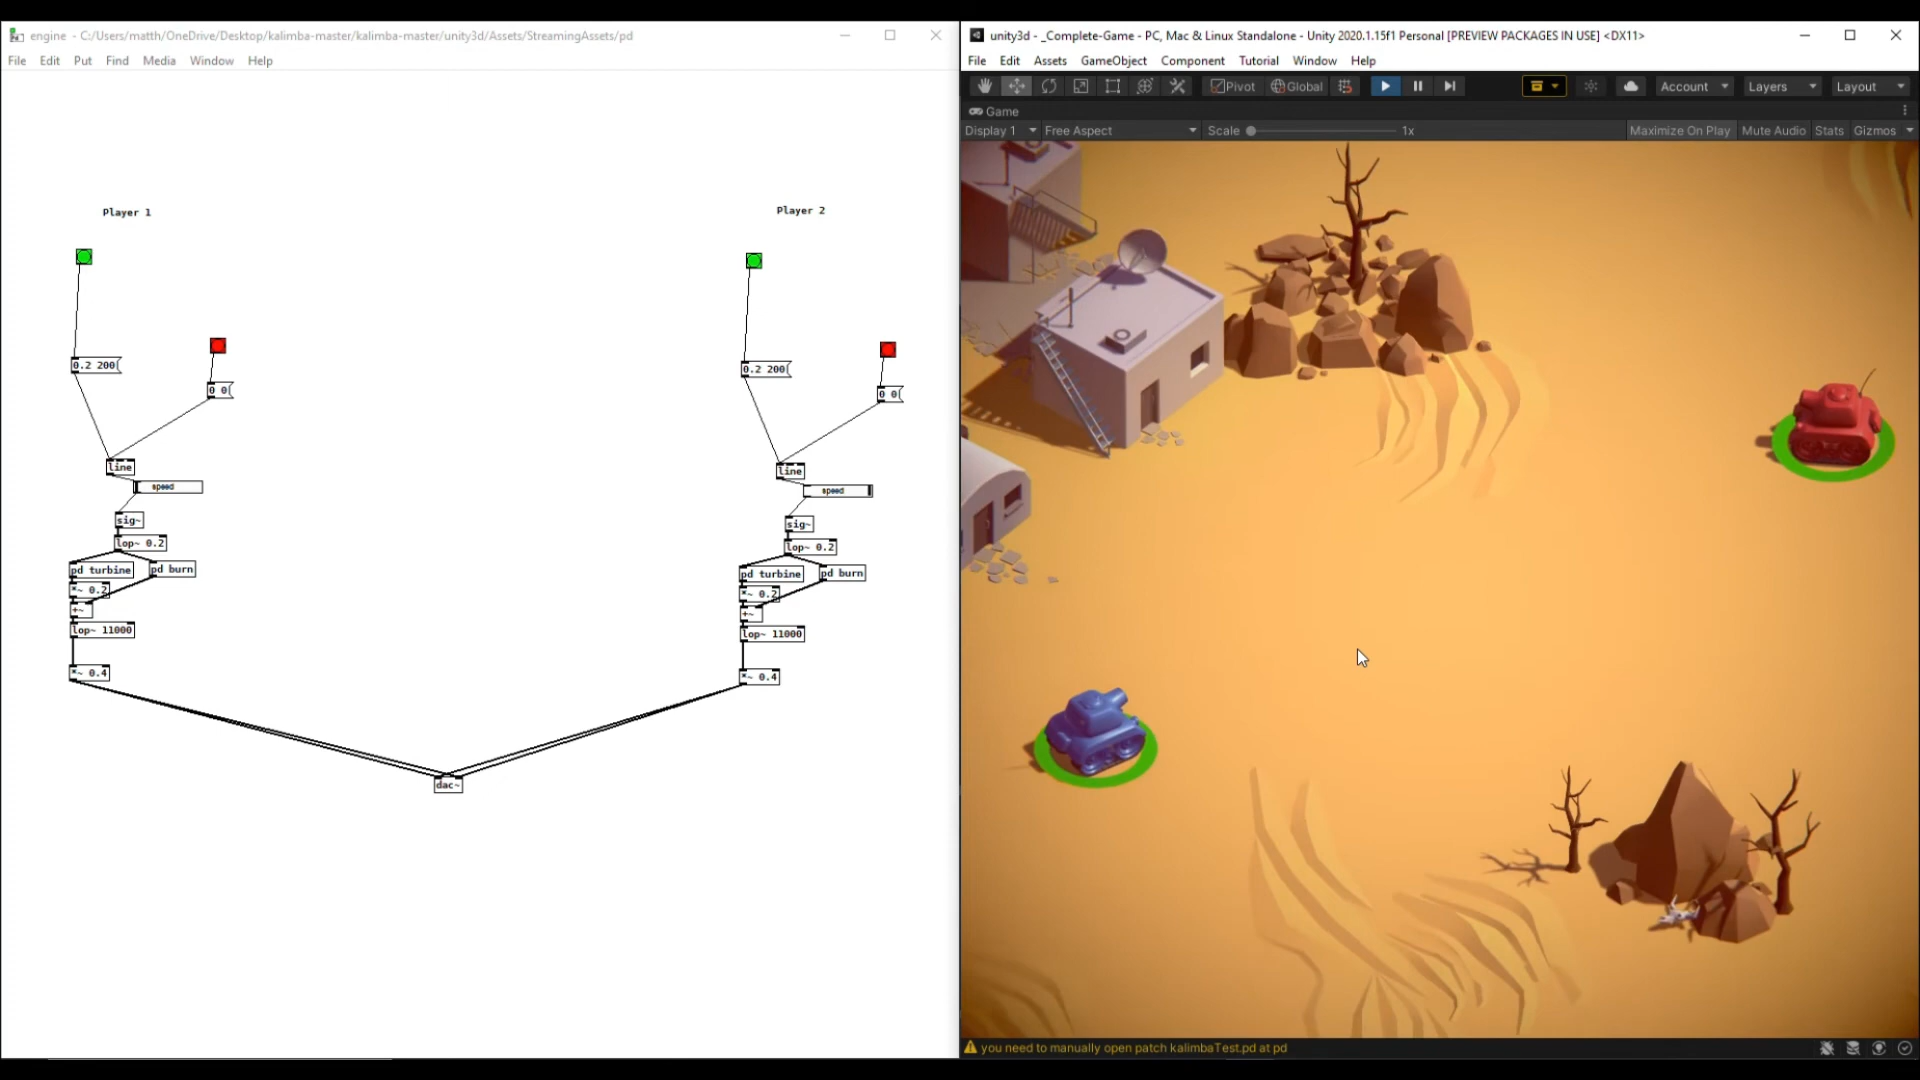 engine - C:/Users/matth/OneDrive/Desktop/kalimba-master/kalimba-master/unity3d/Assets/StreamingAssets/pd
File Edit Put Find Media Window Help
Player 1
0.2 200
0 0
line
speed
sig~
lop~ 0.2
pd turbine
pd burn
*~ 0.2
+~
lop~ 11000
*~ 0.4
Player 2
0.2 200
0 0
line
speed
sig~
lop~ 0.2
pd turbine
pd burn
*~ 0.2
+~
lop~ 11000
*~ 0.4
dac~
unity3d - _Complete-Game - PC, Mac & Linux Standalone - Unity 2020.1.15f1 Personal [PREVIEW PACKAGES IN USE] <DX11>
File Edit Assets GameObject Component Tutorial Window Help
Pivot Global Account Layers Layout
Game
Display 1 Free Aspect Scale 1x Maximize On Play Mute Audio Stats Gizmos
you need to manually open patch kalimbaTest.pd at pd